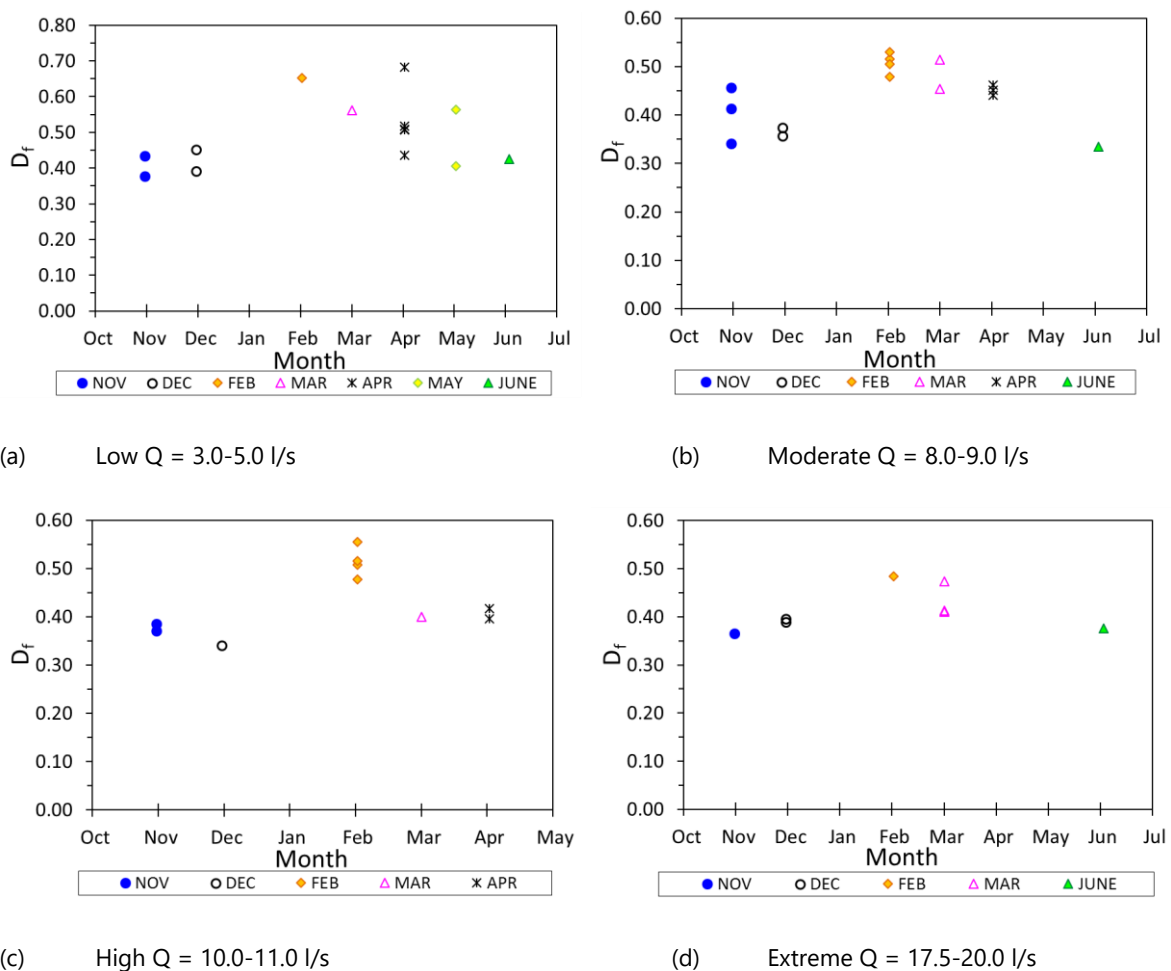 0.80
0.70
0.60
0.50
0.40
0.30
0.20
0.10
0.00
Df
Oct Nov Dec Jan Feb Mar Apr May Jun Jul
Month
NOV DEC FEB MAR APR MAY JUNE
(a) Low Q = 3.0-5.0 l/s
0.60
0.50
0.40
0.30
0.20
0.10
0.00
Df
Oct Nov Dec Jan Feb Mar Apr May Jun Jul
Month
NOV DEC FEB MAR APR JUNE
(b) Moderate Q = 8.0-9.0 l/s
0.60
0.50
0.40
0.30
0.20
0.10
0.00
Df
Oct Nov Dec Jan Feb Mar Apr May
Month
NOV DEC FEB MAR APR
(c) High Q = 10.0-11.0 l/s
0.60
0.50
0.40
0.30
0.20
0.10
0.00
Df
Oct Nov Dec Jan Feb Mar Apr May Jun Jul
Month
NOV DEC FEB MAR JUNE
(d) Extreme Q = 17.5-20.0 l/s